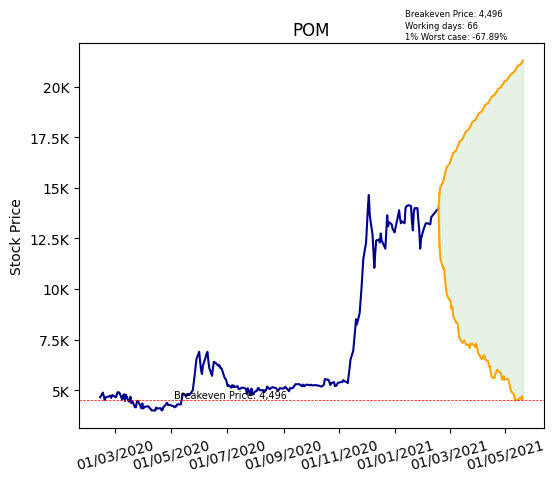 Breakeven Price: 4,496
Working days: 66
1% Worst case: -67.89%
POM
Stock Price
20K
17.5K
15K
12.5K
10K
7.5K
5K
Breakeven Price: 4,496
01/03/2020
01/05/2020
01/07/2020
01/09/2020
01/11/2020
01/01/2021
01/03/2021
01/05/2021